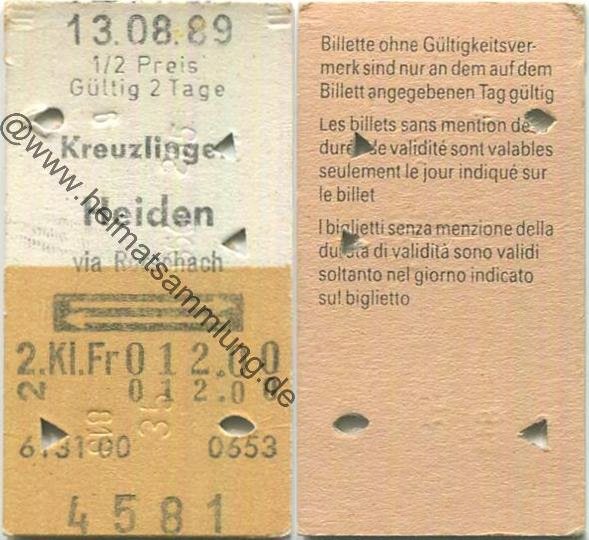 13.08.89
1/2 Preis
Gültig 2 Tage
Kreuzlingen
Heiden
via Rorschach
2.Kl.Fr 012.00
2 012.00
6131 00 0653
4581
Billette ohne Gültigkeitsver-
merk sind nur an dem auf dem
Billett angegebenen Tag gültig
Les billets sans mention de
durée de validité sont valables
seulement le jour indiqué sur
le billet
I biglietti senza menzione della
durata di validità sono validi
soltanto nel giorno indicato
sul biglietto
@www.heimatsammlung.de